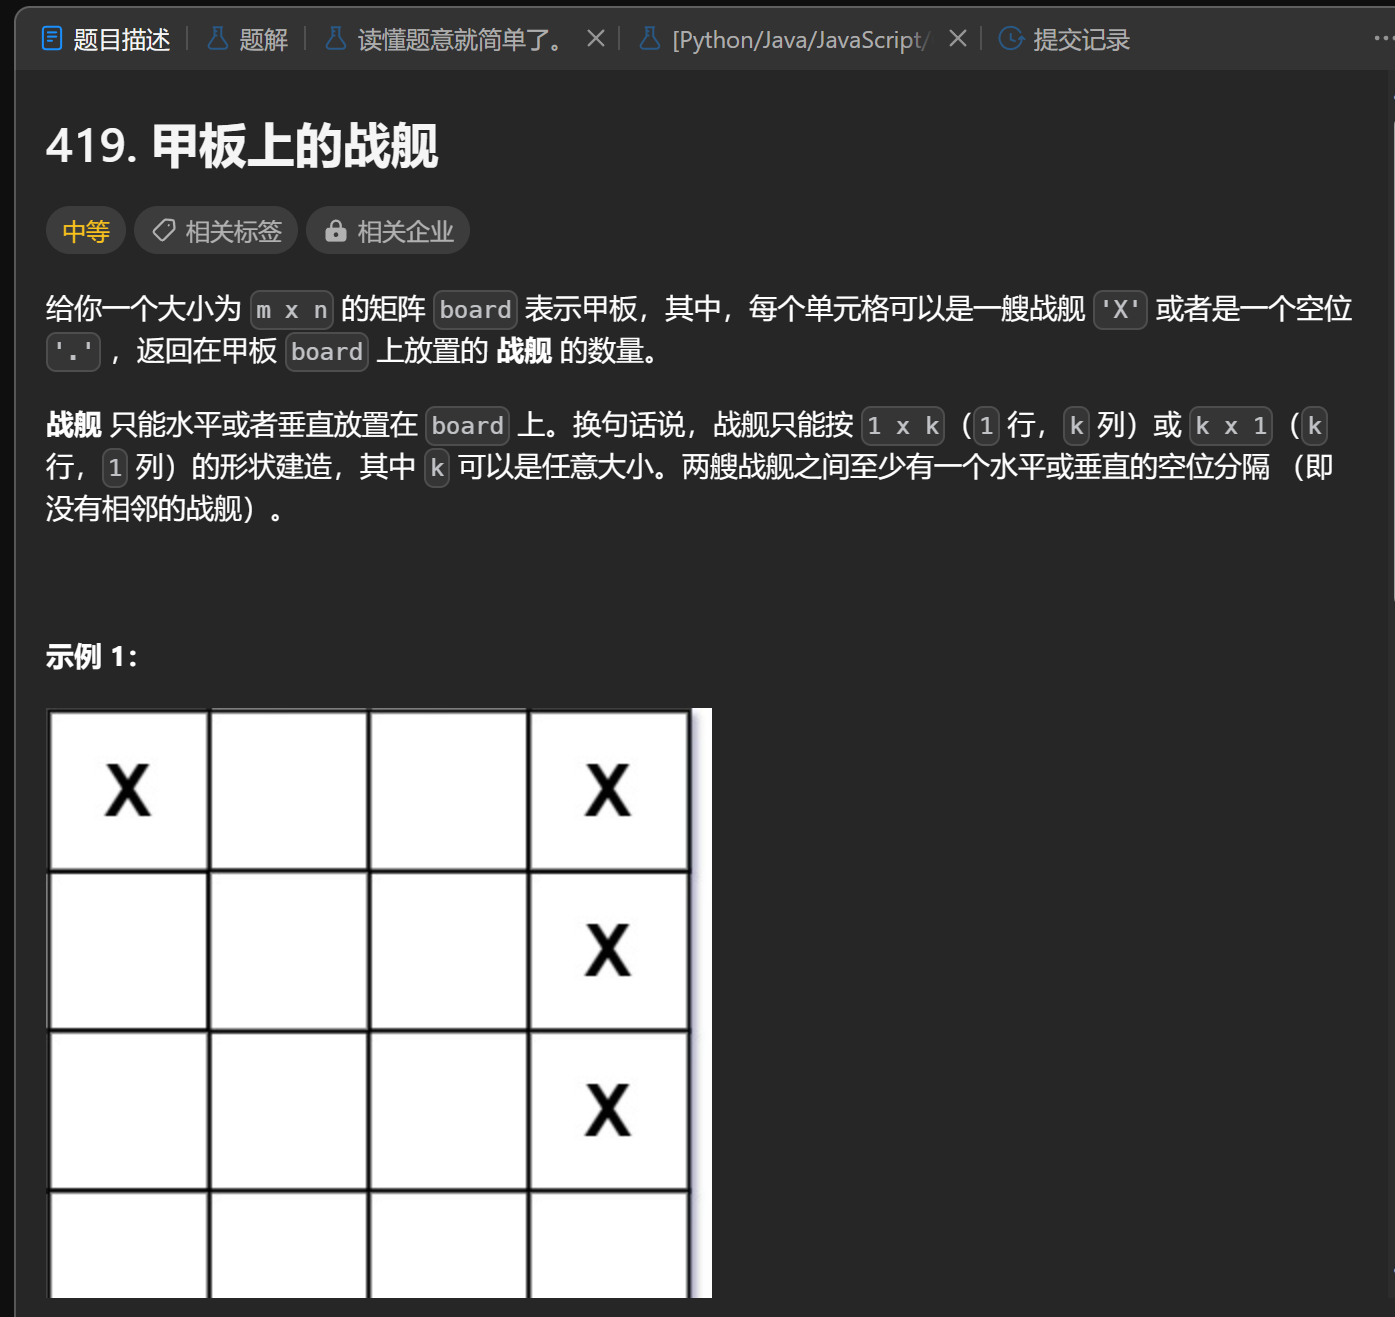 题目描述 题解 读懂题意就简单了。 [Python/Java/JavaScript/ 提交记录
419. 甲板上的战舰
中等 相关标签 相关企业
给你一个大小为 m x n 的矩阵 board 表示甲板，其中，每个单元格可以是一艘战舰 'X' 或者是一个空位
'.' ，返回在甲板 board 上放置的 战舰 的数量。
战舰 只能水平或者垂直放置在 board 上。换句话说，战舰只能按 1 x k（1 行，k 列）或 k x 1（k
行，1 列）的形状建造，其中 k 可以是任意大小。两艘战舰之间至少有一个水平或垂直的空位分隔 （即
没有相邻的战舰）。
示例 1：
X X
X
X